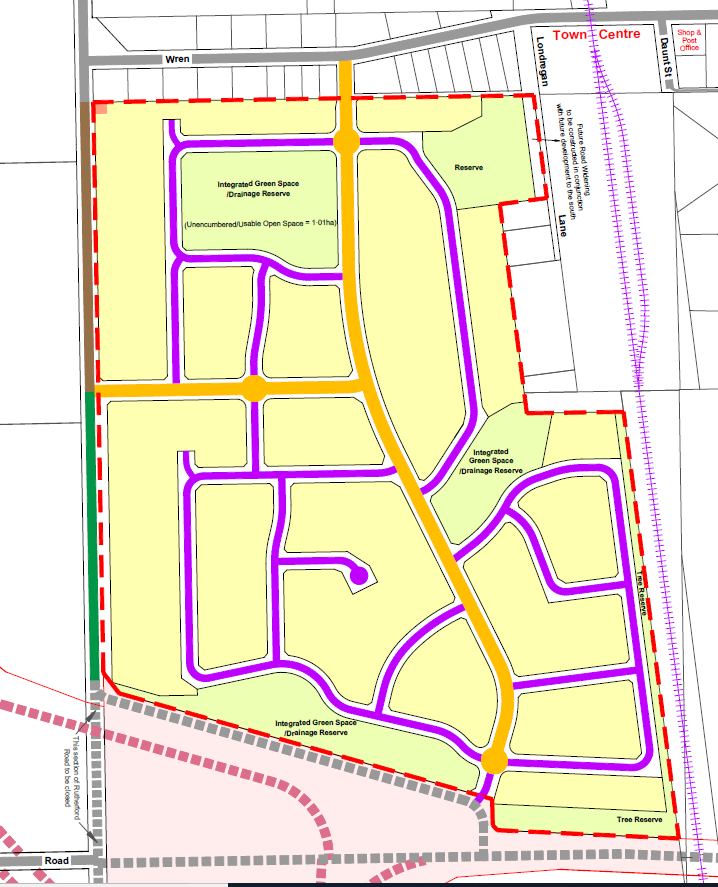 Wren
Town Centre
Shop &
Post
Office
Daunt St
Londregan
Lane
Future Road Widening
to be constructed in conjunction
with future development to the south
Reserve
Integrated Green Space
/Drainage Reserve
(Unencumbered/Usable Open Space = 1·01ha)
Integrated
Green Space
/Drainage Reserve
Tree Reserve
Integrated Green Space
/Drainage Reserve
This section of Rutherford
Road to be closed
Tree Reserve
Road